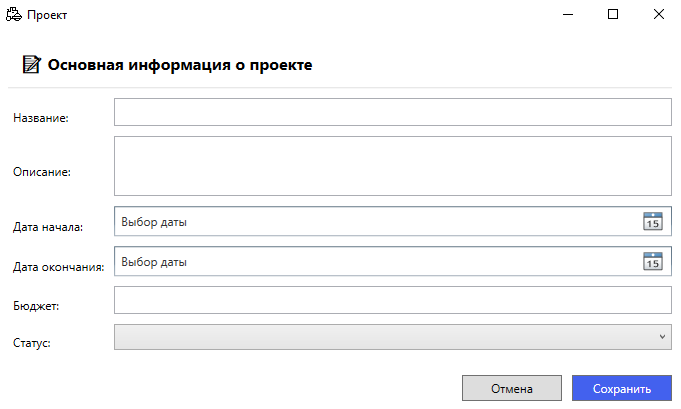 Проект
Основная информация о проекте
Название:
Описание:
Дата начала:
Выбор даты
15
Дата окончания:
Выбор даты
15
Бюджет:
Статус:
Отмена
Сохранить